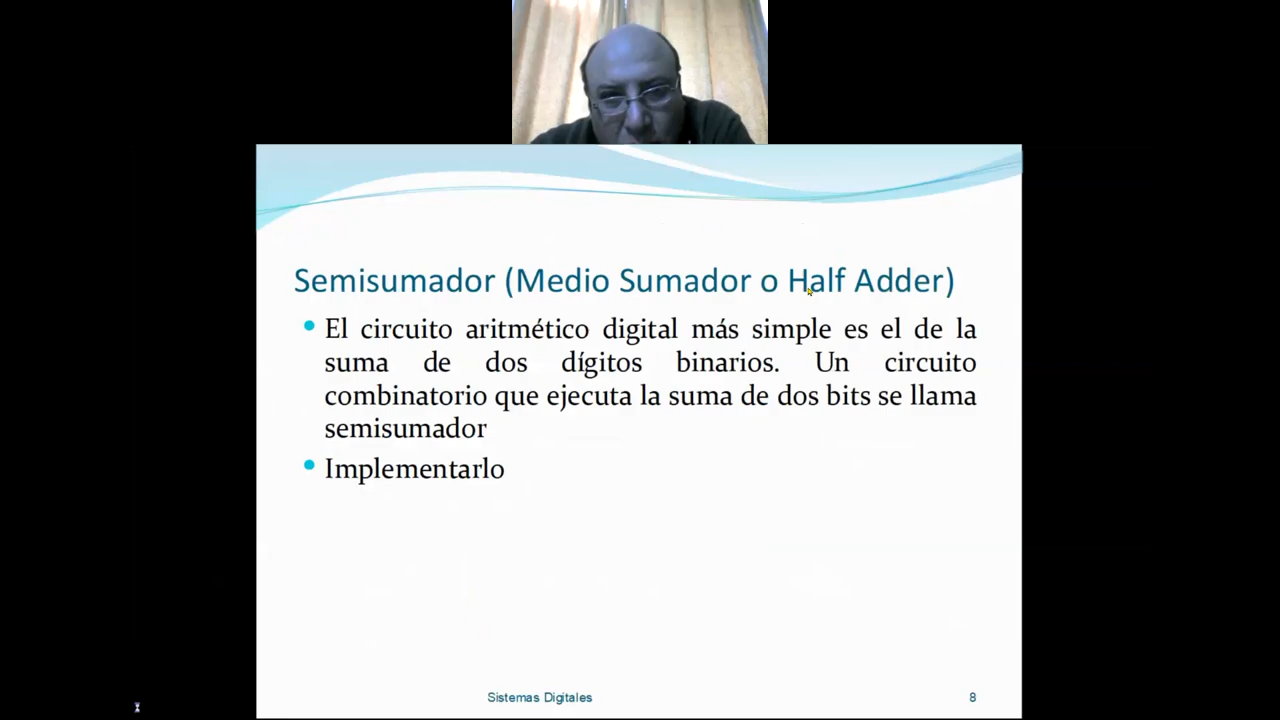 Semisumador (Medio Sumador o Half Adder)
El circuito aritmético digital más simple es el de la
suma de dos dígitos binarios. Un circuito
combinatorio que ejecuta la suma de dos bits se llama
semisumador
Implementarlo
Sistemas Digitales
8